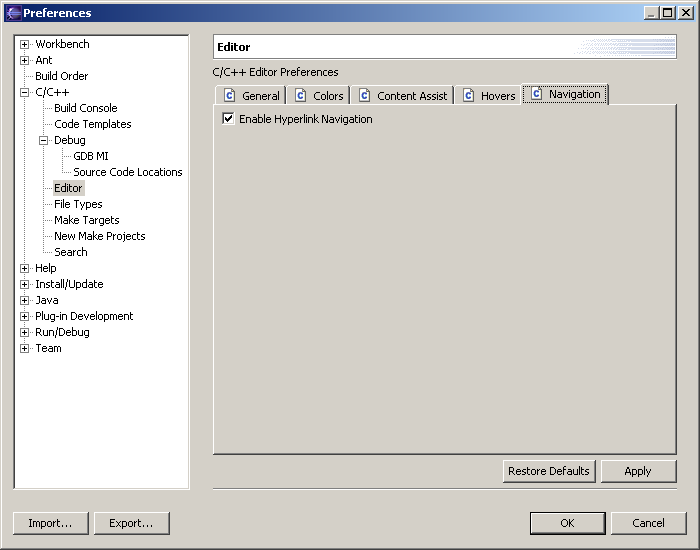 Preferences
Workbench
Ant
Build Order
C/C++
Build Console
Code Templates
Debug
GDB MI
Source Code Locations
Editor
File Types
Make Targets
New Make Projects
Search
Help
Install/Update
Java
Plug-in Development
Run/Debug
Team
Editor
C/C++ Editor Preferences
General Colors Content Assist Hovers Navigation
Enable Hyperlink Navigation
Restore Defaults Apply
Import... Export... OK Cancel